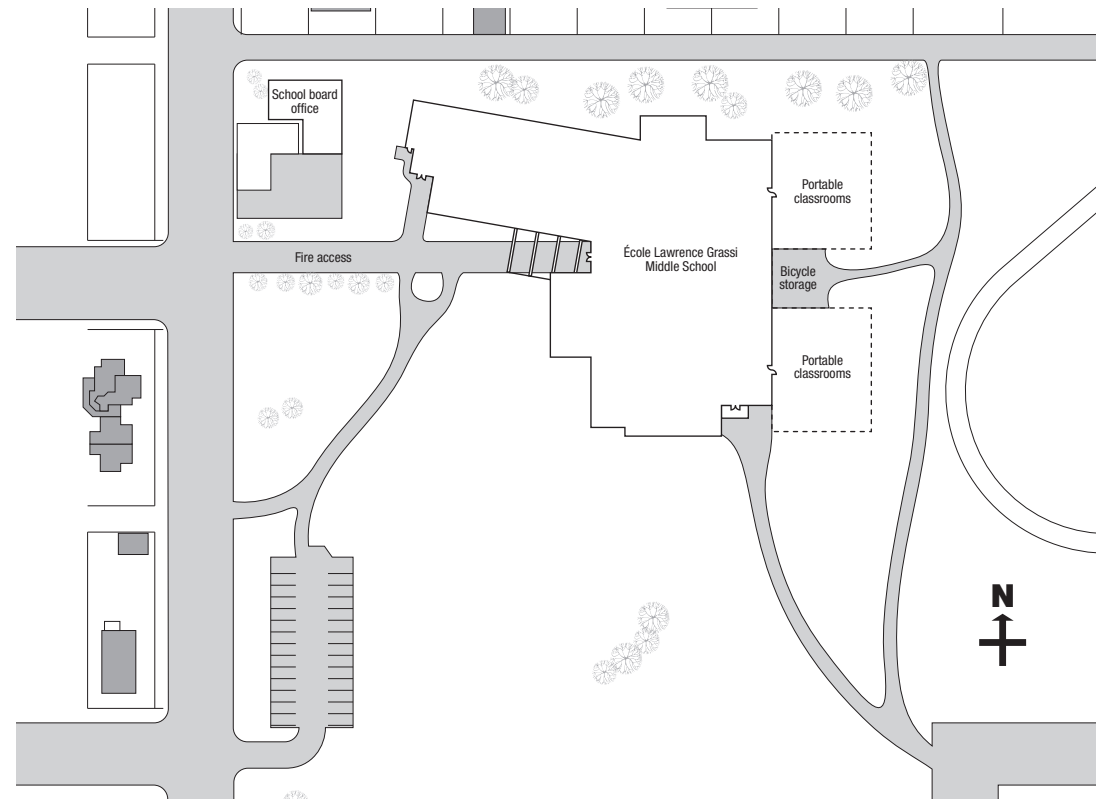 School board
office
Portable
classrooms
Fire access
École Lawrence Grassi
Middle School
Bicycle
storage
Portable
classrooms
N